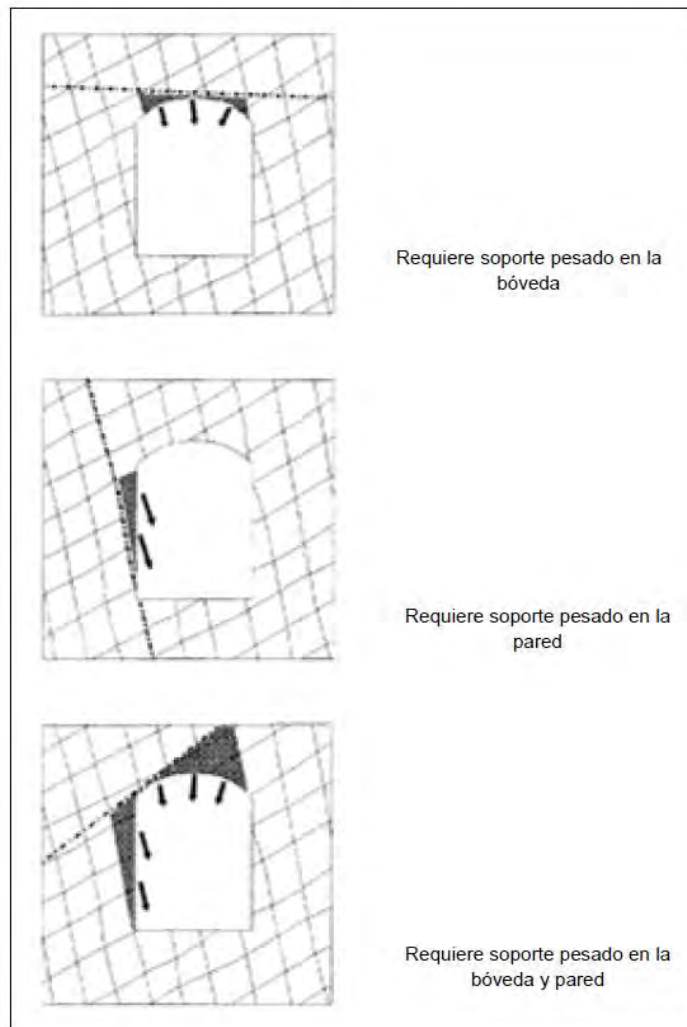 Requiere soporte pesado en la
bóveda
Requiere soporte pesado en la
pared
Requiere soporte pesado en la
bóveda y pared